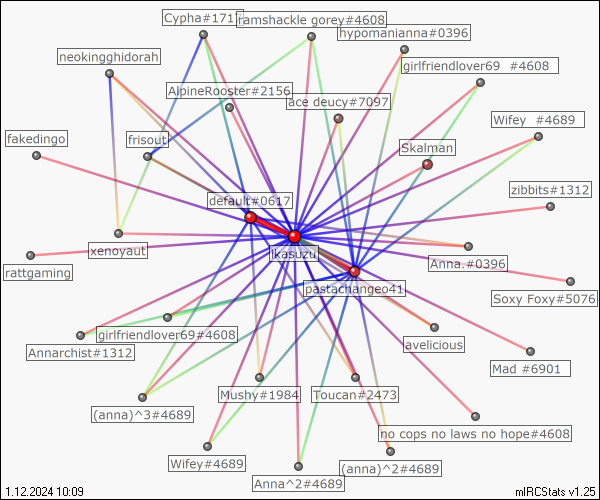 Cypha#1717
ramshackle gorey#4608
hypomanianna#0396
neokingghidorah
girlfriendlover69 #4608
AlpineRooster#2156
ace deucy#7097
Wifey #4689
fakedingo
frisout
Skalman
zibbits#1312
default#0617
xenoyaut
Ikasuzu
Anna.#0396
rattgaming
pastachangeo41
Soxy Foxy#5076
girlfriendlover69#4608
Annarchist#1312
avelicious
Mad #6901
Mushy#1984
Toucan#2473
(anna)^3#4689
no cops no laws no hope#4608
Wifey#4689
(anna)^2#4689
Anna^2#4689
1.12.2024 10:09
mIRCStats v1.25